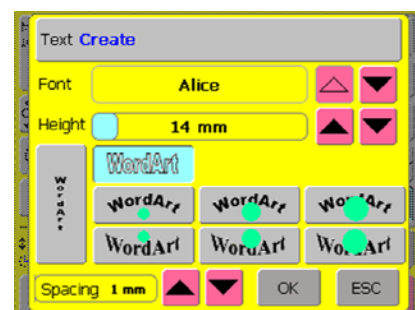 Text Create
Font Alice
Height 14 mm
WordArt
WordArt
WordArt WordArt WordArt
WordArt WordArt WordArt
Spacing 1 mm OK ESC